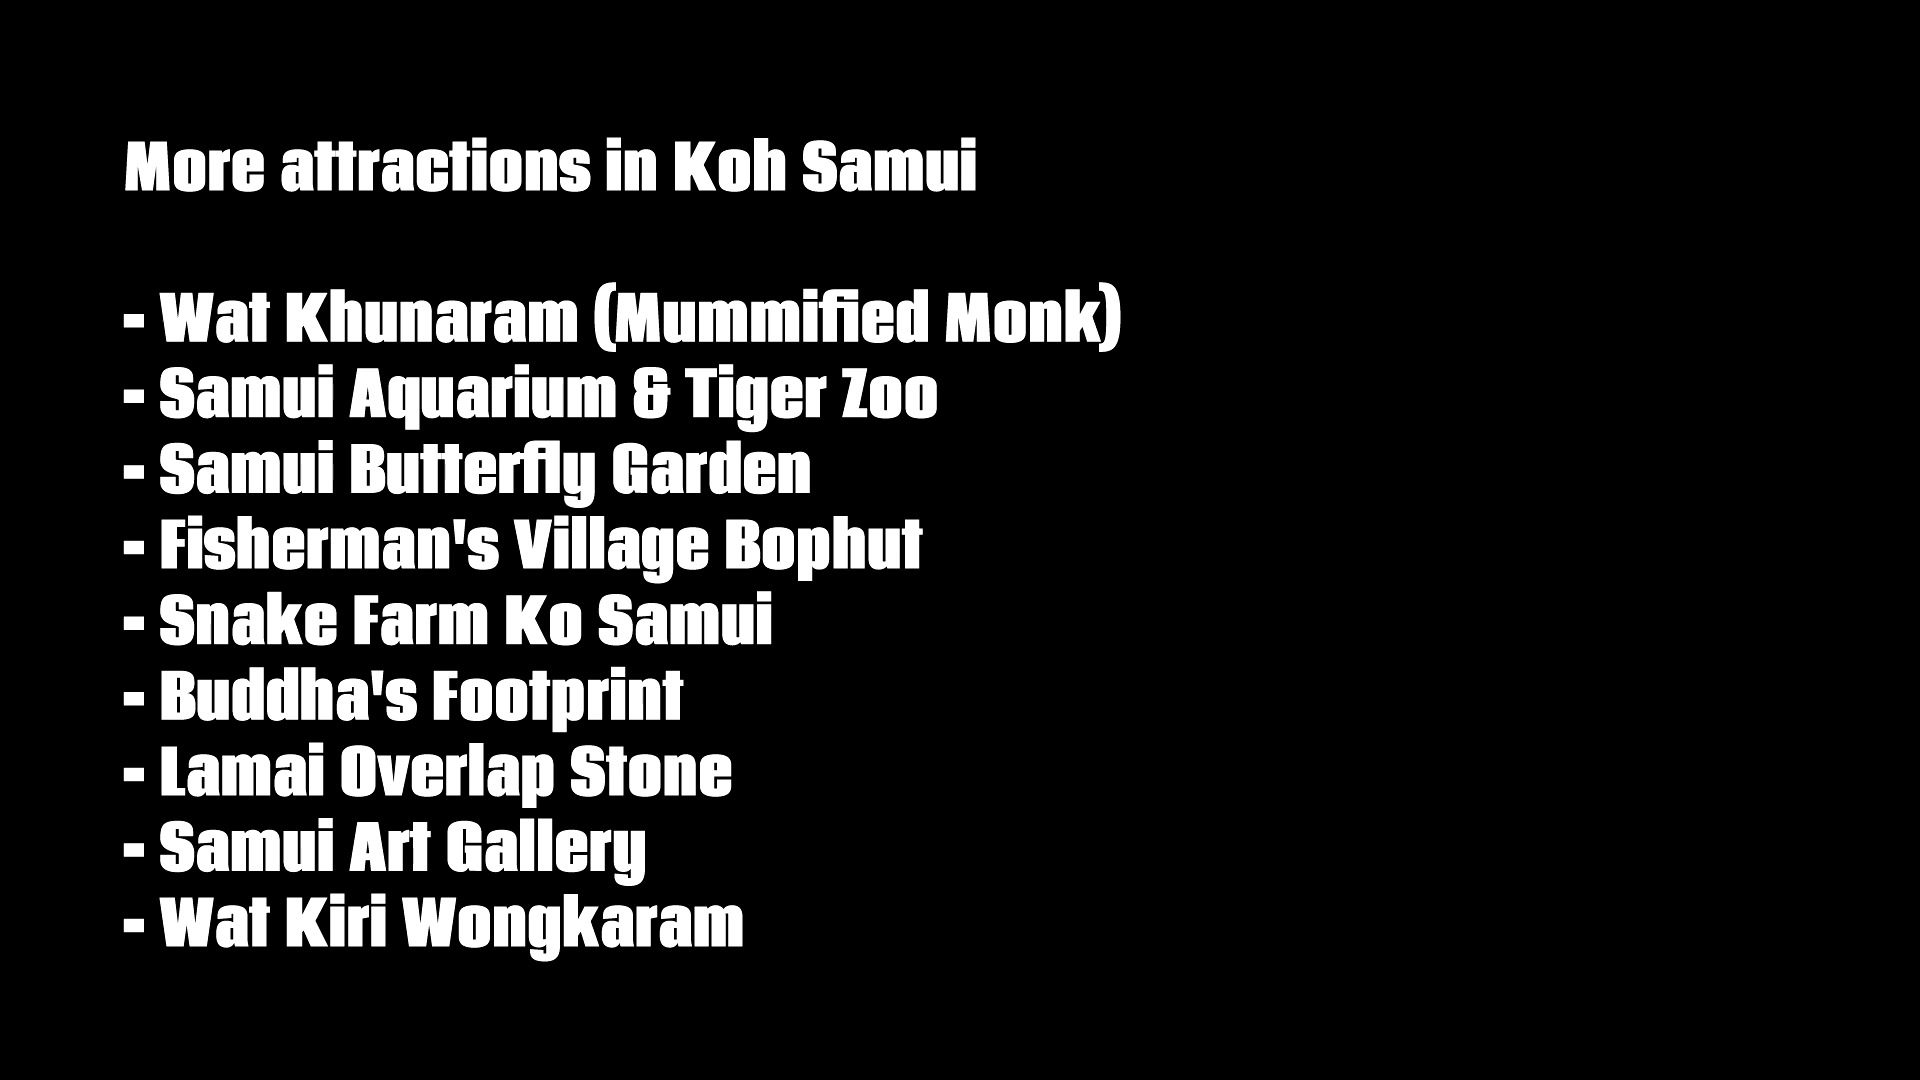 More attractions in Koh Samui
- Wat Khunaram (Mummified Monk)
- Samui Aquarium & Tiger Zoo
- Samui Butterfly Garden
- Fisherman's Village Bophut
- Snake Farm Ko Samui
- Buddha's Footprint
- Lamai Overlap Stone
- Samui Art Gallery
- Wat Kiri Wongkaram